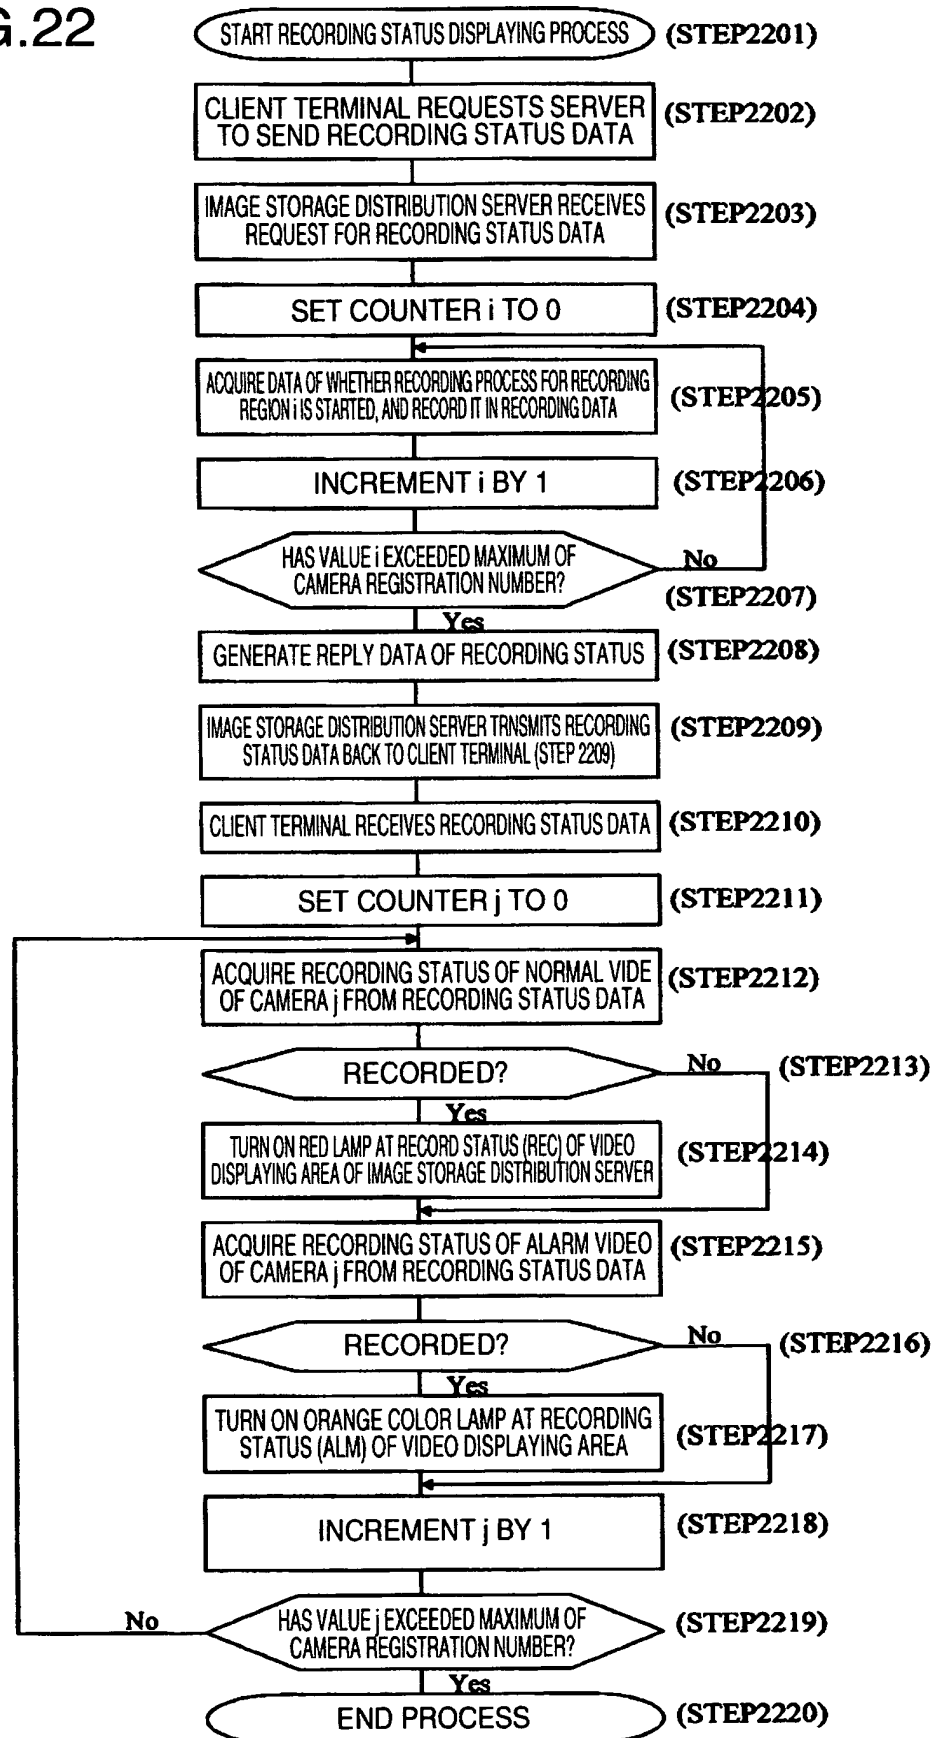 G.22
START RECORDING STATUS DISPLAYING PROCESS (STEP2201)
CLIENT TERMINAL REQUESTS SERVER
TO SEND RECORDING STATUS DATA
(STEP2202)
IMAGE STORAGE DISTRIBUTION SERVER RECEIVES
REQUEST FOR RECORDING STATUS DATA
(STEP2203)
SET COUNTER i TO 0 (STEP2204)
ACQUIRE DATA OF WHETHER RECORDING PROCESS FOR RECORDING
REGION i IS STARTED, AND RECORD IT IN RECORDING DATA
(STEP2205)
INCREMENT i BY 1 (STEP2206)
HAS VALUE i EXCEEDED MAXIMUM OF
CAMERA REGISTRATION NUMBER?
No
(STEP2207)
Yes
GENERATE REPLY DATA OF RECORDING STATUS (STEP2208)
IMAGE STORAGE DISTRIBUTION SERVER TRNSMITS RECORDING
STATUS DATA BACK TO CLIENT TERMINAL (STEP 2209)
(STEP2209)
CLIENT TERMINAL RECEIVES RECORDING STATUS DATA (STEP2210)
SET COUNTER j TO 0 (STEP2211)
ACQUIRE RECORDING STATUS OF NORMAL VIDE
OF CAMERA j FROM RECORDING STATUS DATA
(STEP2212)
RECORDED? No (STEP2213)
Yes
TURN ON RED LAMP AT RECORD STATUS (REC) OF VIDEO
DISPLAYING AREA OF IMAGE STORAGE DISTRIBUTION SERVER
(STEP2214)
ACQUIRE RECORDING STATUS OF ALARM VIDEO
OF CAMERA j FROM RECORDING STATUS DATA
(STEP2215)
RECORDED? No (STEP2216)
Yes
TURN ON ORANGE COLOR LAMP AT RECORDING
STATUS (ALM) OF VIDEO DISPLAYING AREA
(STEP2217)
INCREMENT j BY 1 (STEP2218)
No
HAS VALUE j EXCEEDED MAXIMUM OF
CAMERA REGISTRATION NUMBER?
(STEP2219)
Yes
END PROCESS (STEP2220)